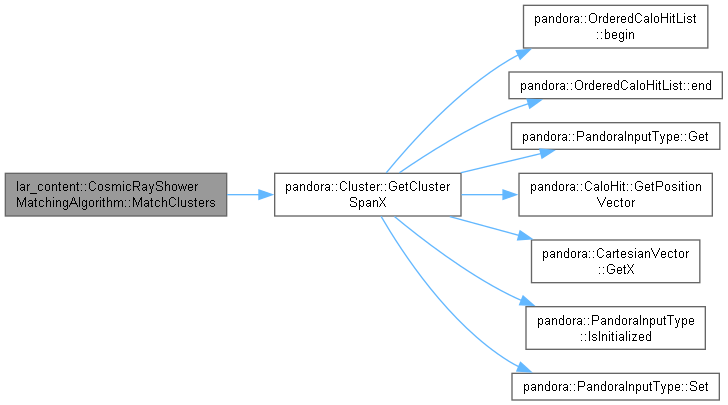 pandora::OrderedCaloHitList
::begin
pandora::OrderedCaloHitList::end
pandora::PandoraInputType::Get
lar_content::CosmicRayShower
MatchingAlgorithm::MatchClusters
pandora::Cluster::GetCluster
SpanX
pandora::CaloHit::GetPosition
Vector
pandora::CartesianVector
::GetX
pandora::PandoraInputType
::IsInitialized
pandora::PandoraInputType::Set